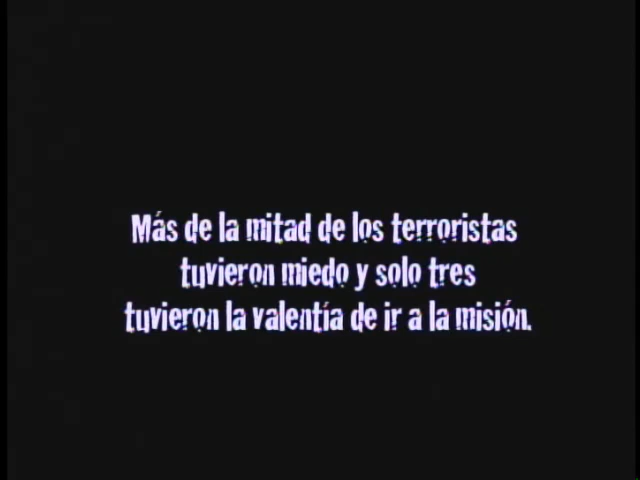 Más de la mitad de los terroristas
tuvieron miedo y solo tres
tuvieron la valentía de ir a la misión.